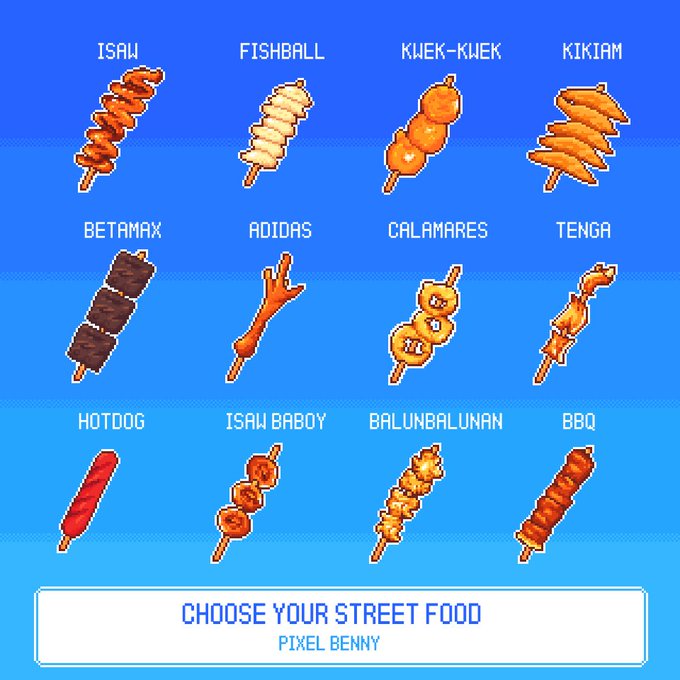 ISAW FISHBALL KWEK-KWEK KIKIAM
BETAMAX ADIDAS CALAMARES TENGA
HOTDOG ISAW BABOY BALUNBALUNAN BBQ
CHOOSE YOUR STREET FOOD
PIXEL BENNY